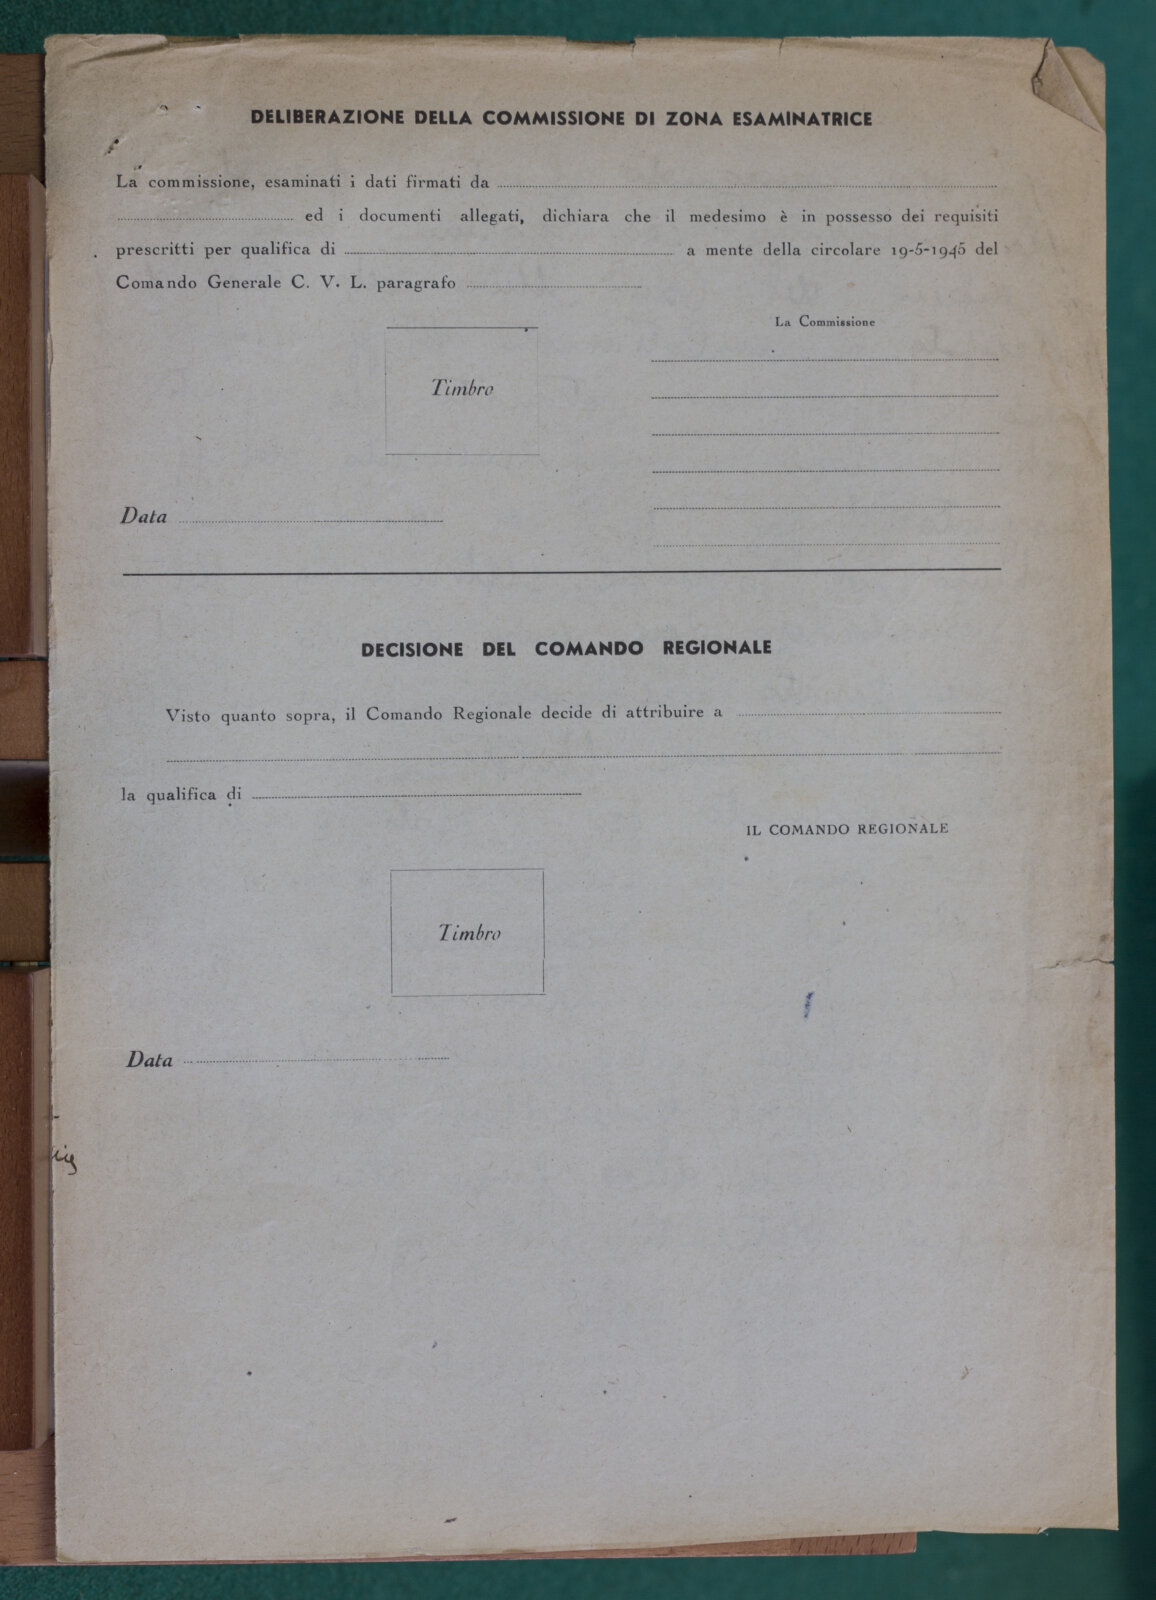 DELIBERAZIONE DELLA COMMISSIONE DI ZONA ESAMINATRICE
La commissione, esaminati i dati firmati da
ed i documenti allegati, dichiara che il medesimo è in possesso dei requisiti
prescritti per qualifica di a mente della circolare 19-5-1945 del
Comando Generale C. V. L. paragrafo
La Commissione
Timbro
Data
DECISIONE DEL COMANDO REGIONALE
Visto quanto sopra, il Comando Regionale decide di attribuire a
la qualifica di
IL COMANDO REGIONALE
Timbro
Data